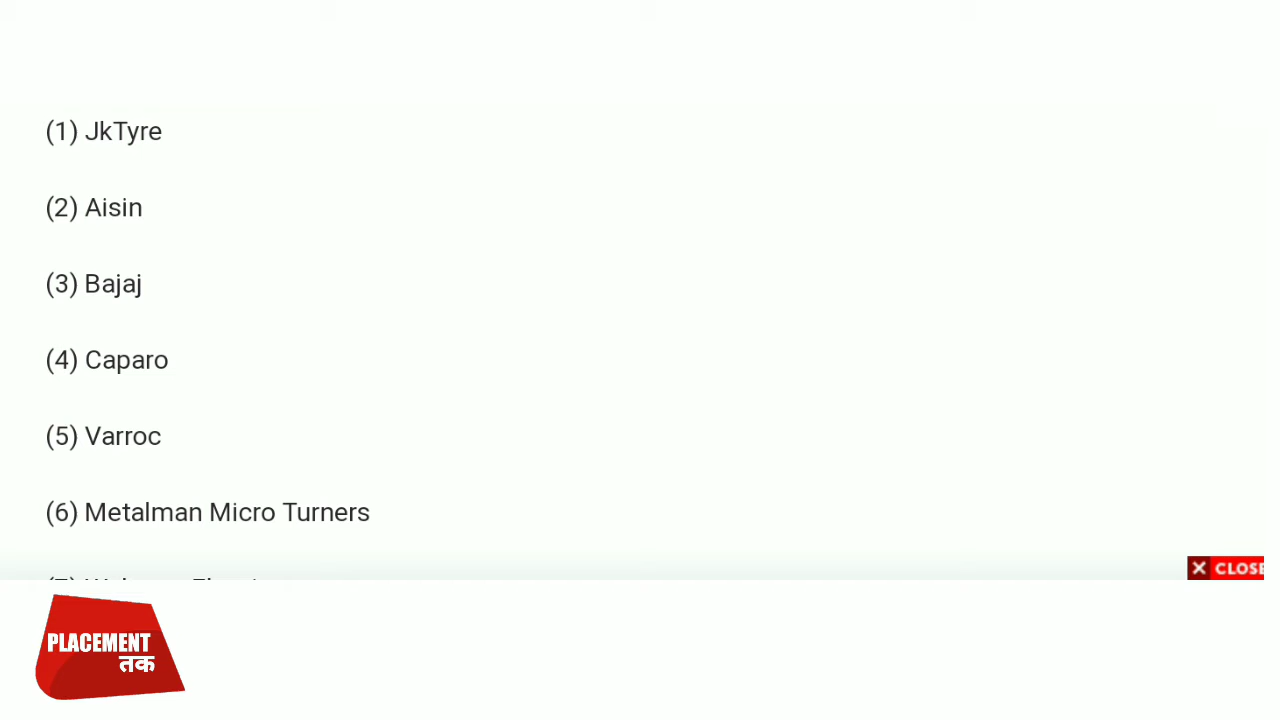 (1) JkTyre
(2) Aisin
(3) Bajaj
(4) Caparo
(5) Varroc
(6) Metalman Micro Turners
CLOSE
PLACEMENT
तक